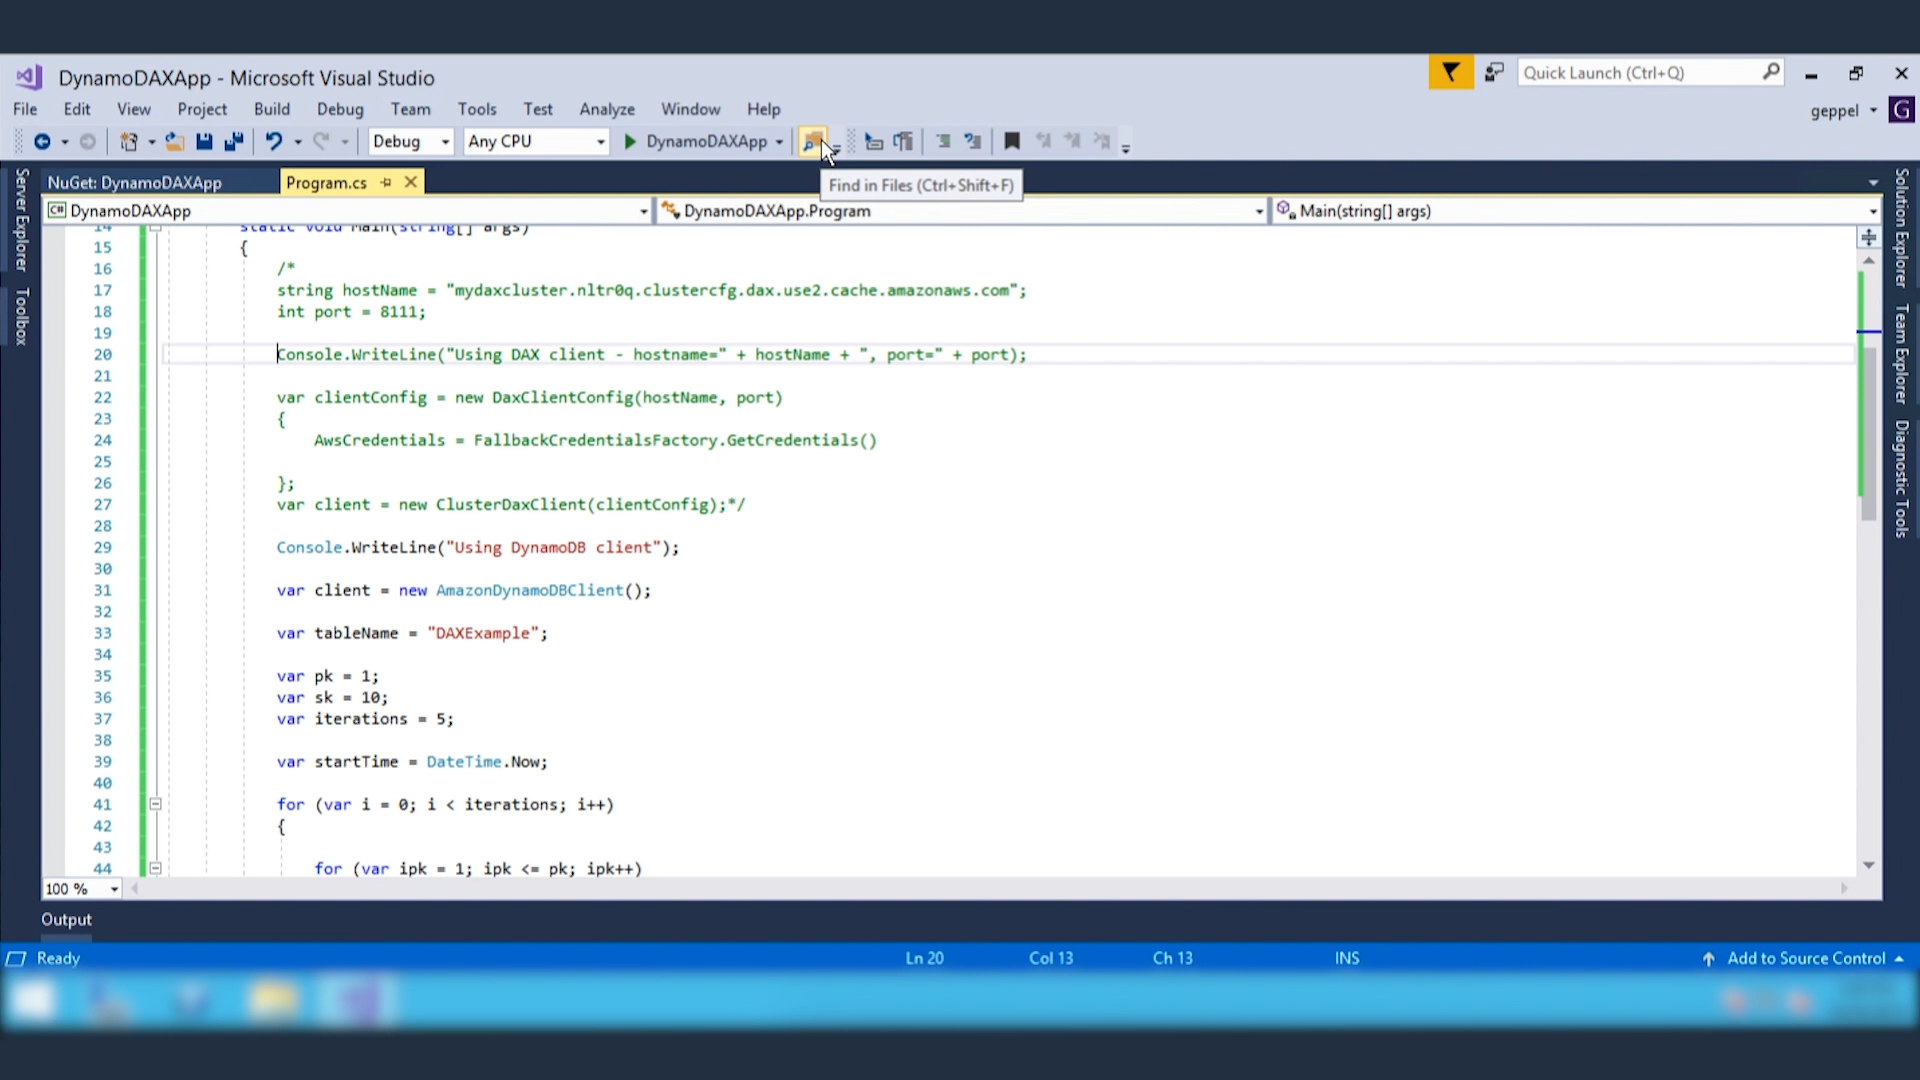 DynamoDAXApp - Microsoft Visual Studio
Quick Launch (Ctrl+Q)
File Edit View Project Build Debug Team Tools Test Analyze Window Help
geppel G
Debug Any CPU DynamoDAXApp
Find in Files (Ctrl+Shift+F)
NuGet: DynamoDAXApp Program.cs
DynamoDAXApp DynamoDAXApp.Program Main(string[] args)
Server Explorer
Toolbox
Solution Explorer
Team Explorer
Diagnostic Tools
14 static void Main(string[] args)
15 {
16 /*
17 string hostName = "mydaxcluster.nltr0q.clustercfg.dax.use2.cache.amazonaws.com";
18 int port = 8111;
19
20 Console.WriteLine("Using DAX client - hostname=" + hostName + ", port=" + port);
21
22 var clientConfig = new DaxClientConfig(hostName, port)
23 {
24 AwsCredentials = FallbackCredentialsFactory.GetCredentials()
25
26 };
27 var client = new ClusterDaxClient(clientConfig);*/
28
29 Console.WriteLine("Using DynamoDB client");
30
31 var client = new AmazonDynamoDBClient();
32
33 var tableName = "DAXExample";
34
35 var pk = 1;
36 var sk = 10;
37 var iterations = 5;
38
39 var startTime = DateTime.Now;
40
41 for (var i = 0; i < iterations; i++)
42 {
43
44 for (var ipk = 1; ipk <= pk; ipk++)
100 %
Output
Ready Ln 20 Col 13 Ch 13 INS Add to Source Control